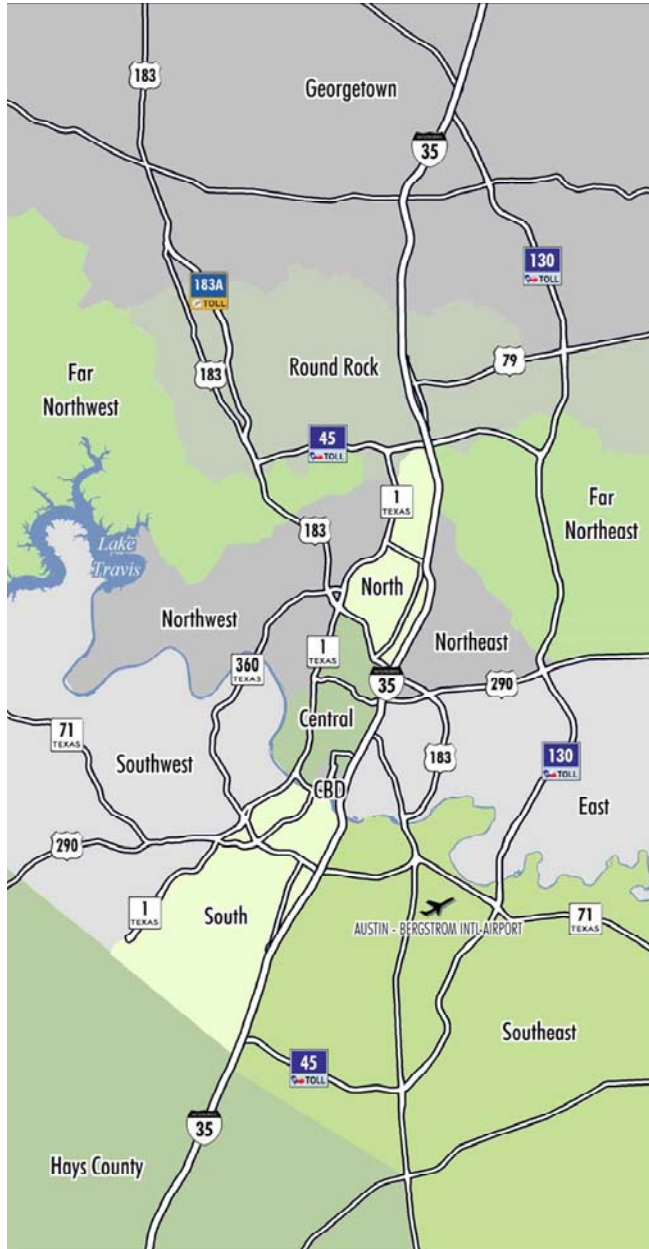 183
Georgetown
35
130
TOLL
183A
TOLL
79
Round Rock
183
Far
Northwest
45
TOLL
1
TEXAS
Far
Northeast
183
Lake
Travis
North
Northwest
Northeast
1
TEXAS
360
TEXAS
35
290
Central
71
TEXAS
183
130
TOLL
Southwest
CBD
East
290
1
TEXAS
South
AUSTIN - BERGSTROM INTL AIRPORT
71
TEXAS
Southeast
45
TOLL
35
Hays County